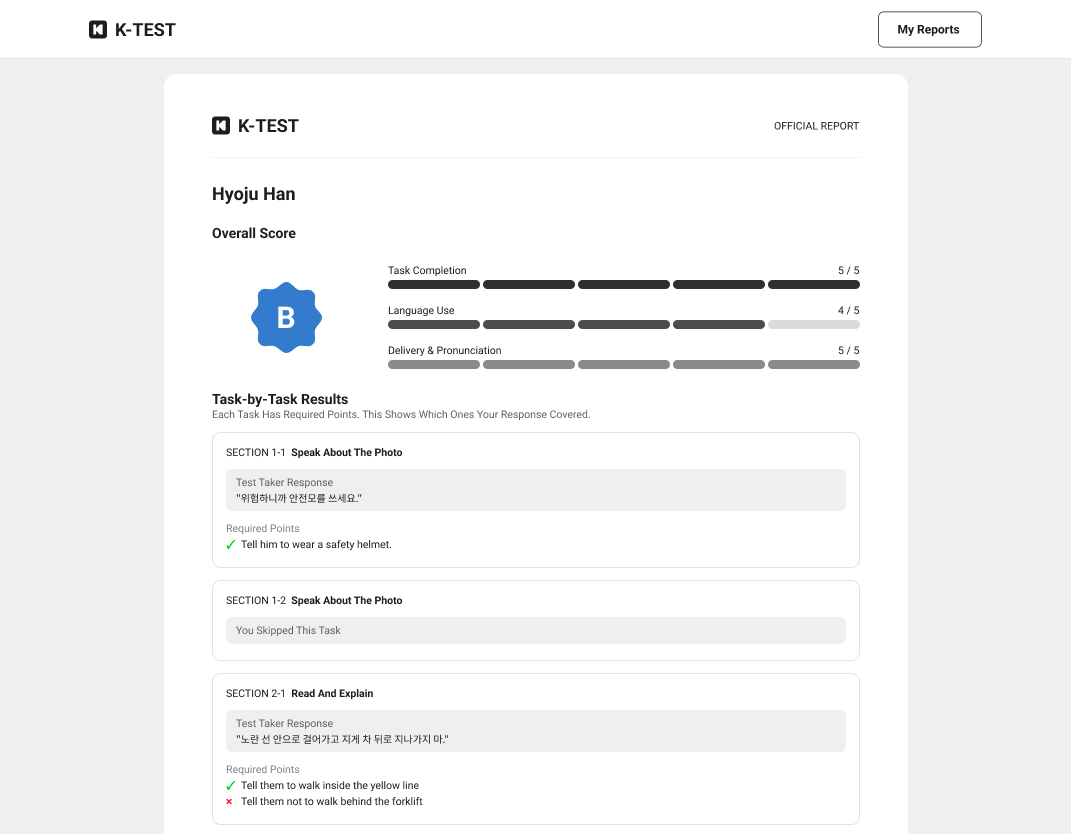 K-TEST
My Reports
K-TEST
OFFICIAL REPORT
Hyoju Han
Overall Score
B
Task Completion 5 / 5
Language Use 4 / 5
Delivery & Pronunciation 5 / 5
Task-by-Task Results
Each Task Has Required Points. This Shows Which Ones Your Response Covered.
SECTION 1-1 Speak About The Photo
Test Taker Response
"위험하니까 안전모를 쓰세요."
Required Points
✓ Tell him to wear a safety helmet.
SECTION 1-2 Speak About The Photo
You Skipped This Task
SECTION 2-1 Read And Explain
Test Taker Response
"노란 선 안으로 걸어가고 지게 차 뒤로 지나가지 마."
Required Points
✓ Tell them to walk inside the yellow line
× Tell them not to walk behind the forklift